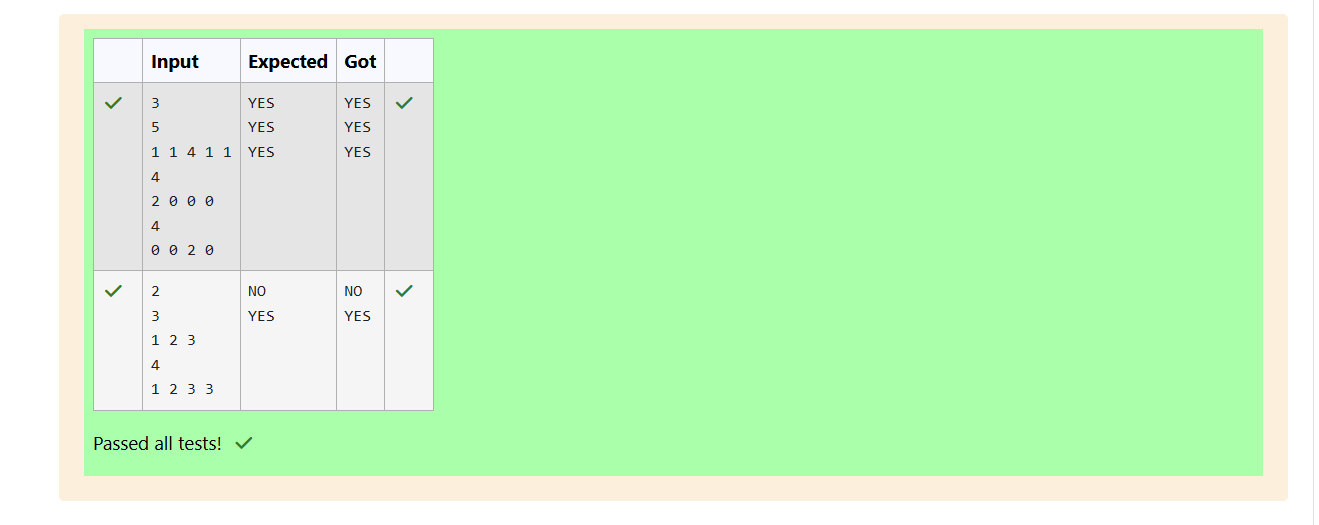 Input Expected Got
3 YES YES
5 YES YES
1 1 4 1 1 YES YES
4
2 0 0 0
4
0 0 2 0
2 NO NO
3 YES YES
1 2 3
4
1 2 3 3
Passed all tests!